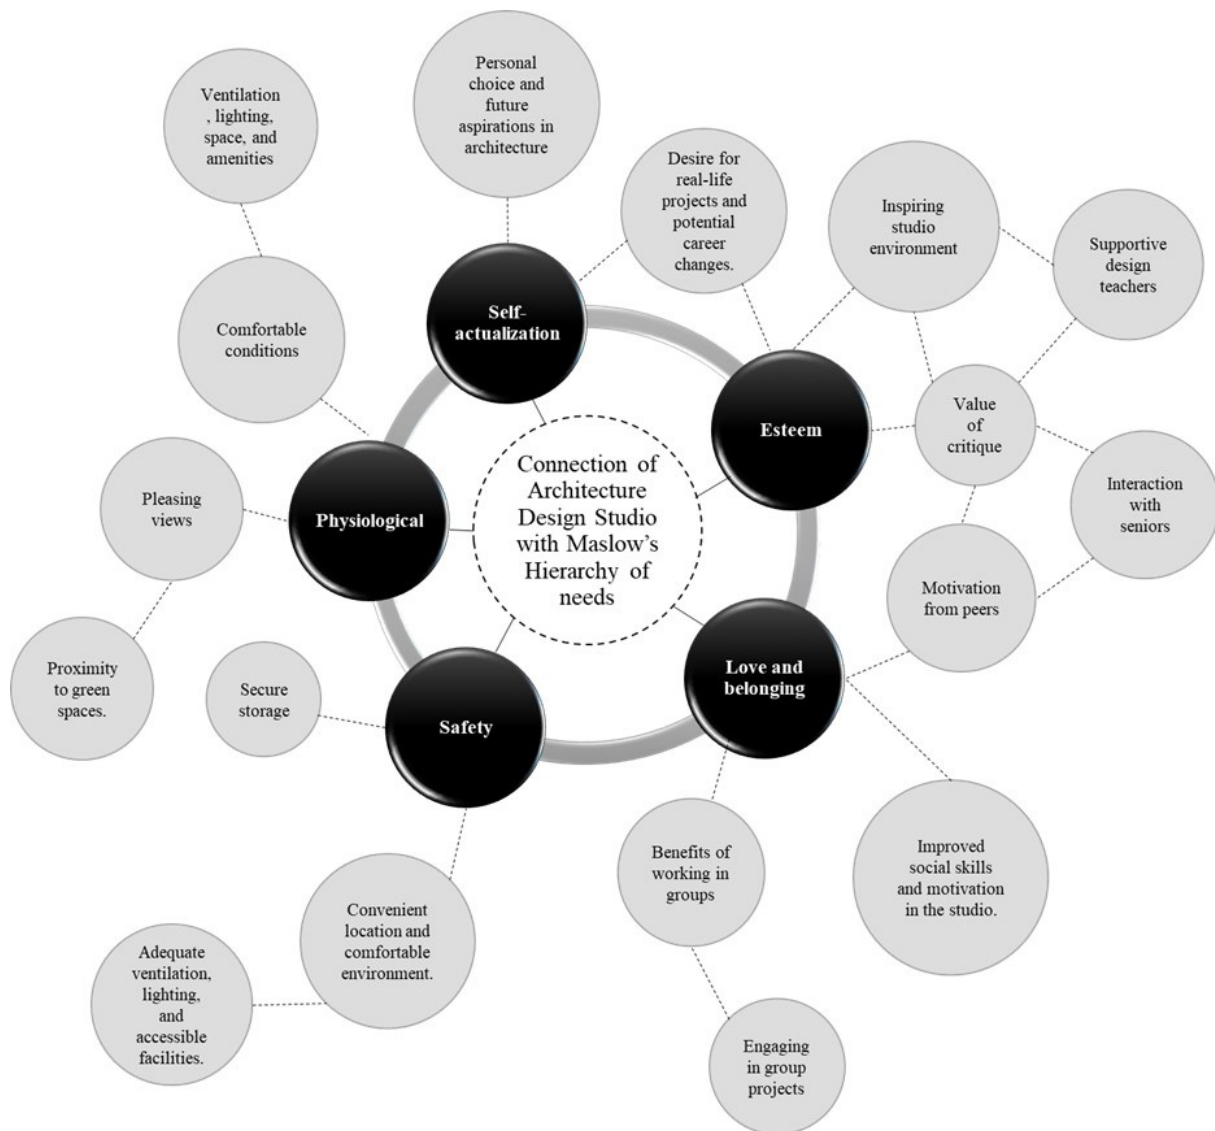 Personal
choice and
future
aspirations in
architecture
Ventilation
, lighting,
space, and
amenities
Desire for
real-life
projects and
potential
career
changes.
Inspiring
studio
environment
Supportive
design
teachers
Comfortable
conditions
Self-
actualization
Esteem
Value
of
critique
Connection of
Architecture
Design Studio
with Maslow’s
Hierarchy of
needs
Pleasing
views
Physiological
Interaction
with
seniors
Motivation
from peers
Proximity
to green
spaces.
Secure
storage
Safety
Love and
belonging
Benefits of
working in
groups
Improved
social skills
and motivation
in the studio.
Convenient
location and
comfortable
environment.
Adequate
ventilation,
lighting,
and
accessible
facilities.
Engaging
in group
projects